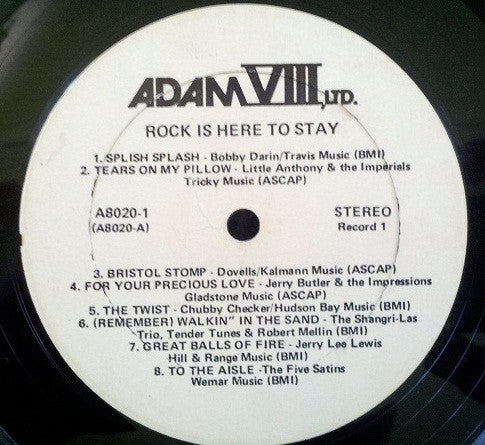 ADAM VIII, LTD.
ROCK IS HERE TO STAY
1. SPLISH SPLASH - Bobby Darin/Travis Music (BMI)
2. TEARS ON MY PILLOW - Little Anthony & the Imperials
Tricky Music (ASCAP)
A8020-1
(A8020-A)
STEREO
Record 1
3. BRISTOL STOMP - Dovells/Kalmann Music (ASCAP)
4. FOR YOUR PRECIOUS LOVE - Jerry Butler & the Impressions
Gladstone Music (ASCAP)
5. THE TWIST - Chubby Checker/Hudson Bay Music (BMI)
6. (REMEMBER) WALKIN" IN THE SAND - The Shangri-Las
Trio, Tender Tunes & Robert Mellin (BMI)
7. GREAT BALLS OF FIRE - Jerry Lee Lewis
Hill & Range Music (BMI)
8. TO THE AISLE -The Five Satins
Wemar Music (BMI)